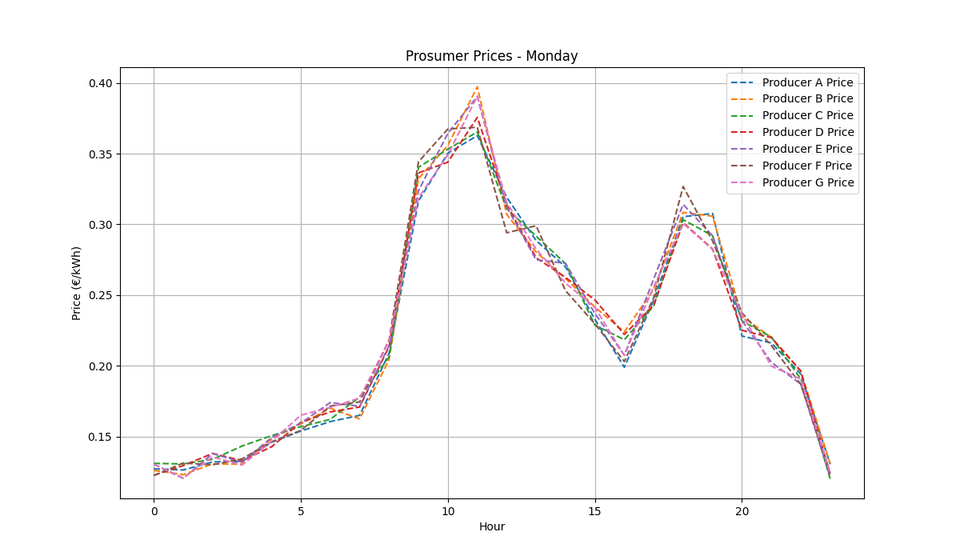 Prosumer Prices - Monday
Price (€/kWh)
0.40
0.35
0.30
0.25
0.20
0.15
Producer A Price
Producer B Price
Producer C Price
Producer D Price
Producer E Price
Producer F Price
Producer G Price
0 5 10 15 20
Hour